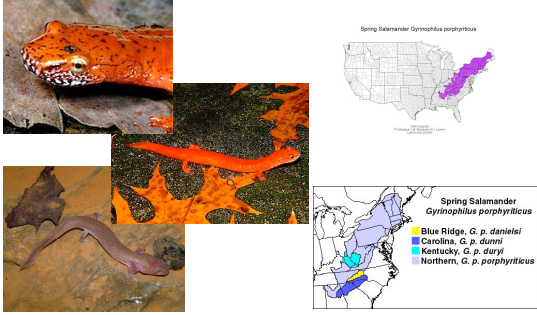 Spring Salamander Gyrinophilus porphyriticus
Spring Salamander
Gyrinophilus porphyriticus
Blue Ridge, G. p. danielsi
Carolina, G. p. dunni
Kentucky, G. p. duryi
Northern, G. p. porphyriticus